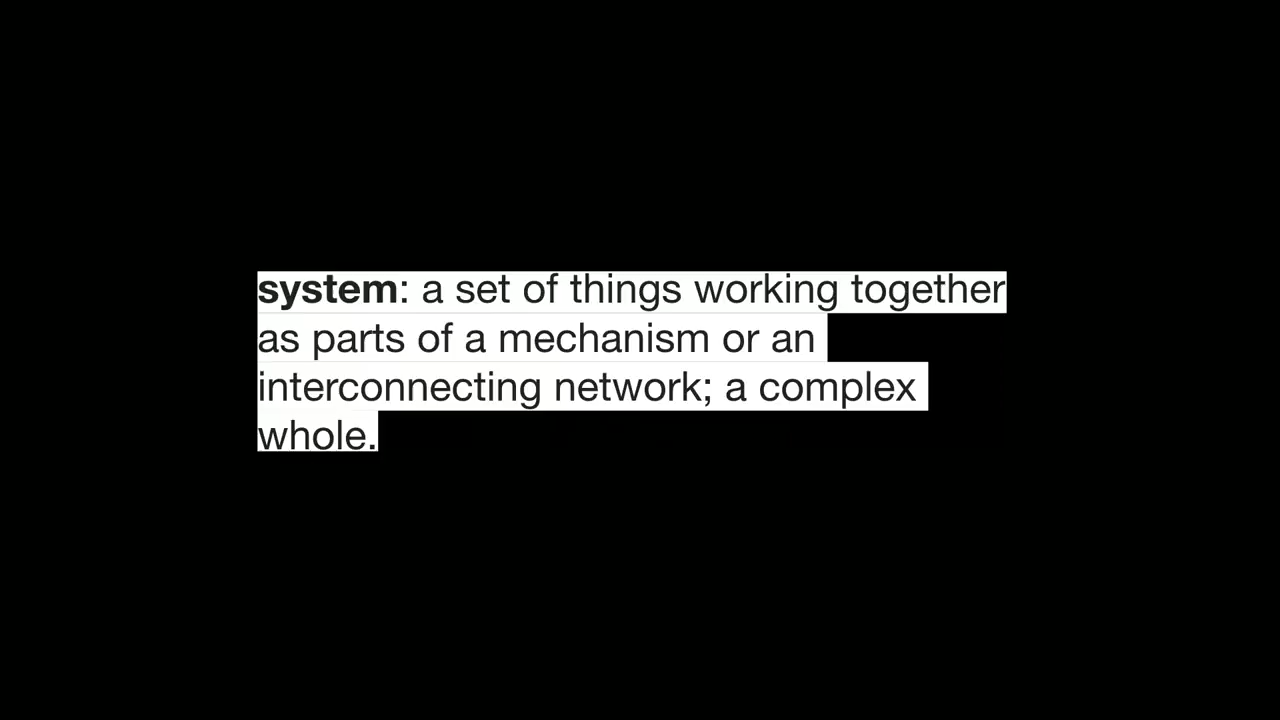 system: a set of things working together
as parts of a mechanism or an
interconnecting network; a complex
whole.